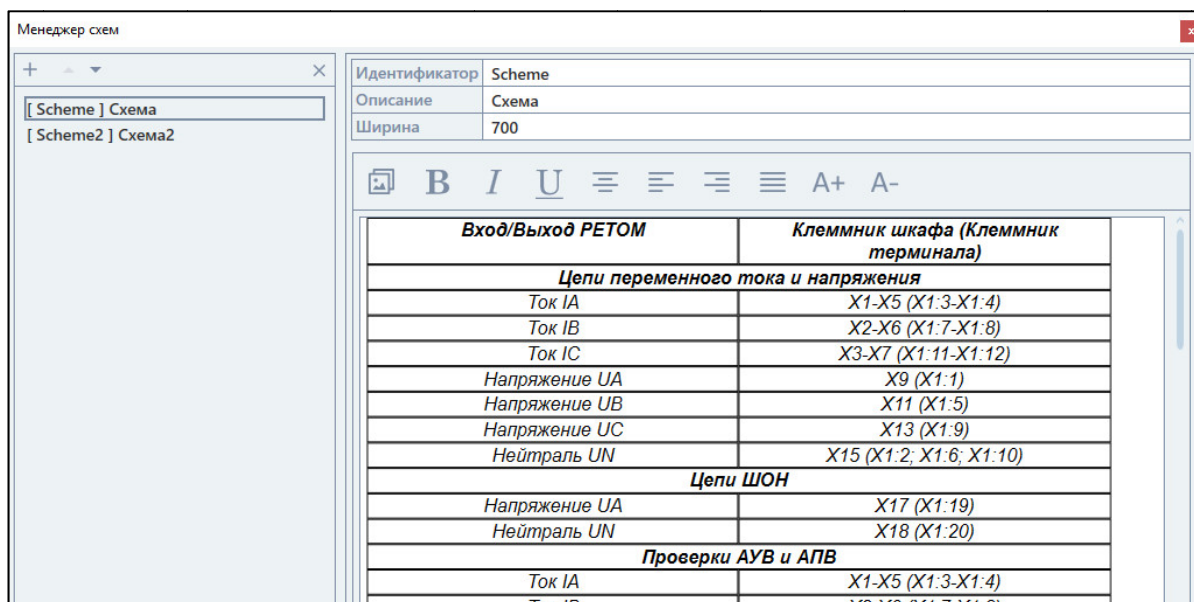 Менеджер схем
x
[ Scheme ] Схема
[ Scheme2 ] Схема2
Идентификатор Scheme
Описание Схема
Ширина 700
B I U A+ A-
Вход/Выход РЕТОМ Клеммник шкафа (Клеммник
терминала)
Цепи переменного тока и напряжения
Ток IA X1-X5 (X1:3-X1:4)
Ток IB X2-X6 (X1:7-X1:8)
Ток IC X3-X7 (X1:11-X1:12)
Напряжение UA X9 (X1:1)
Напряжение UB X11 (X1:5)
Напряжение UC X13 (X1:9)
Нейтраль UN X15 (X1:2; X1:6; X1:10)
Цепи ШОН
Напряжение UA X17 (X1:19)
Нейтраль UN X18 (X1:20)
Проверки АУВ и АПВ
Ток IA X1-X5 (X1:3-X1:4)